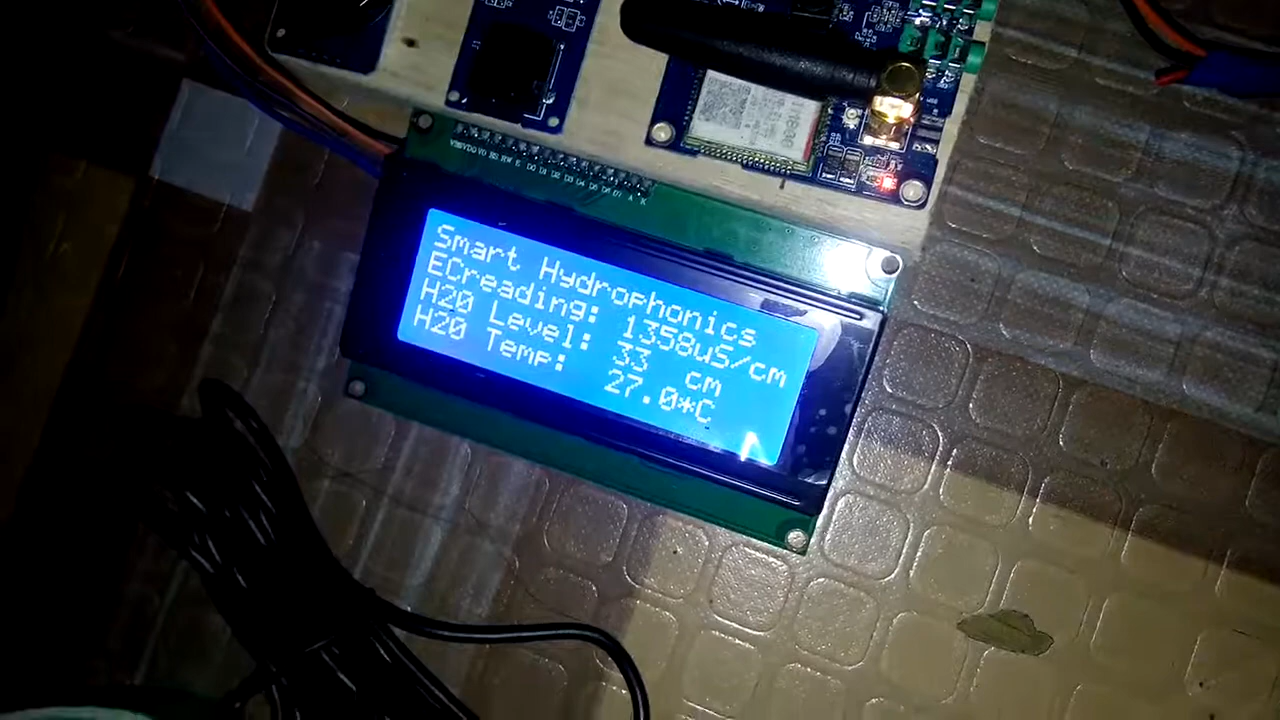 Smart Hydrophonics
ECreading: 1358uS/cm
H20 Level: 33 cm
H20 Temp: 27.0*C